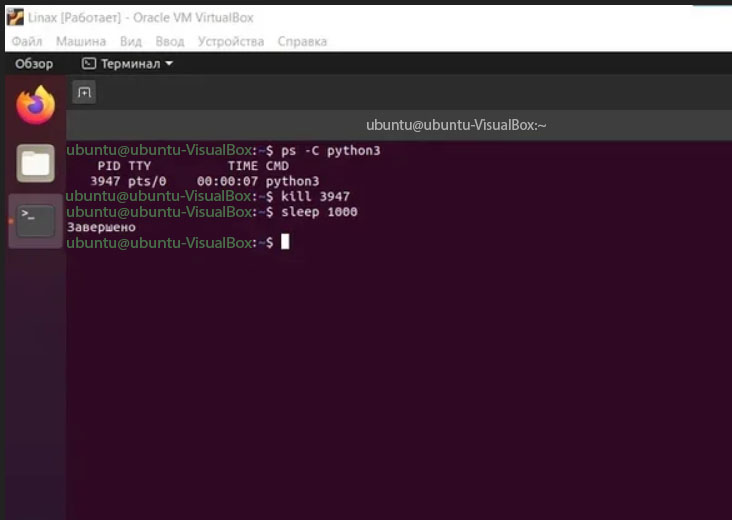 Linax [Работает] - Oracle VM VirtualBox
Файл Машина Вид Ввод Устройства Справка
Обзор Терминал
ubuntu@ubuntu-VisualBox:~
ubuntu@ubuntu-VisualBox:~$ ps -C python3
PID TTY TIME CMD
3947 pts/0 00:00:07 python3
ubuntu@ubuntu-VisualBox:~$ kill 3947
ubuntu@ubuntu-VisualBox:~$ sleep 1000
Завершено
ubuntu@ubuntu-VisualBox:~$